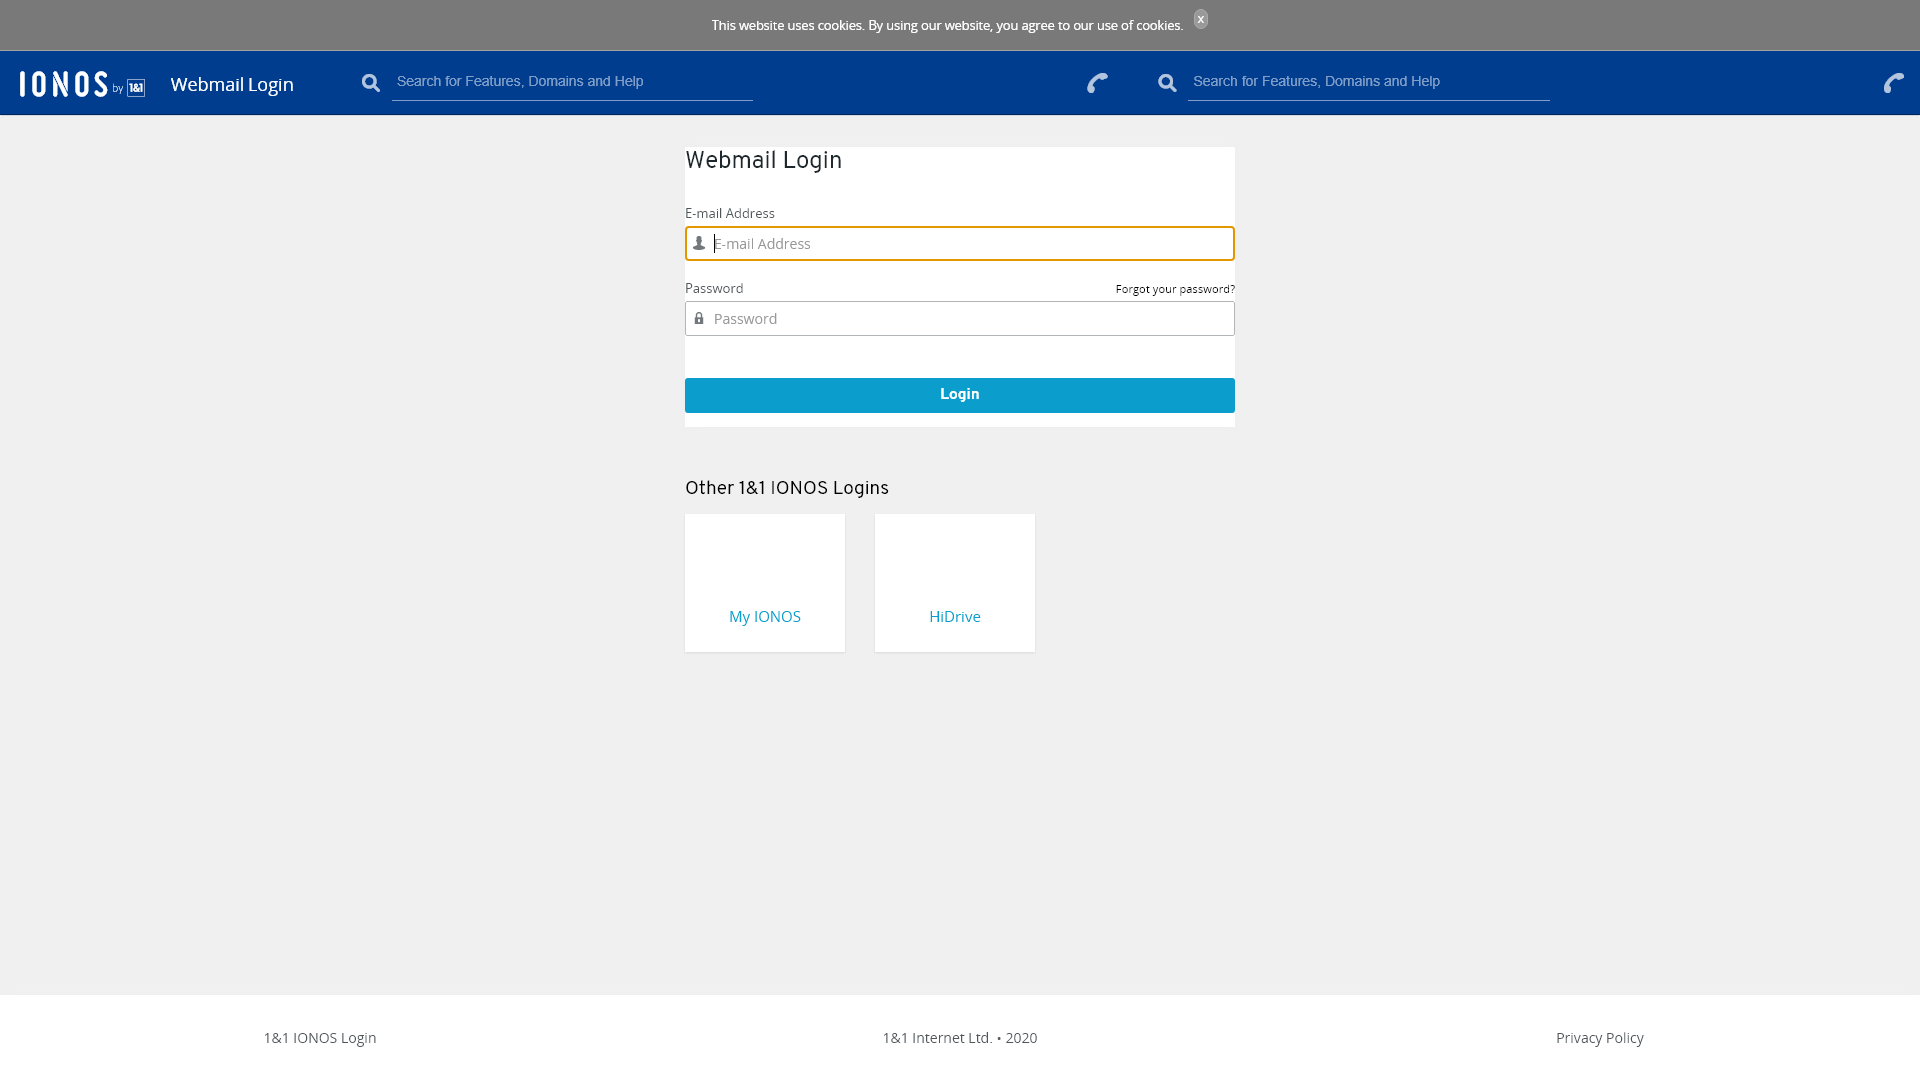 This website uses cookies. By using our website, you agree to our use of cookies.
x
IONOS by 1&1
Webmail Login
Search for Features, Domains and Help
Search for Features, Domains and Help
Webmail Login
E-mail Address
E-mail Address
Password
Forgot your password?
Password
Login
Other 1&1 IONOS Logins
My IONOS
HiDrive
1&1 IONOS Login
1&1 Internet Ltd. • 2020
Privacy Policy